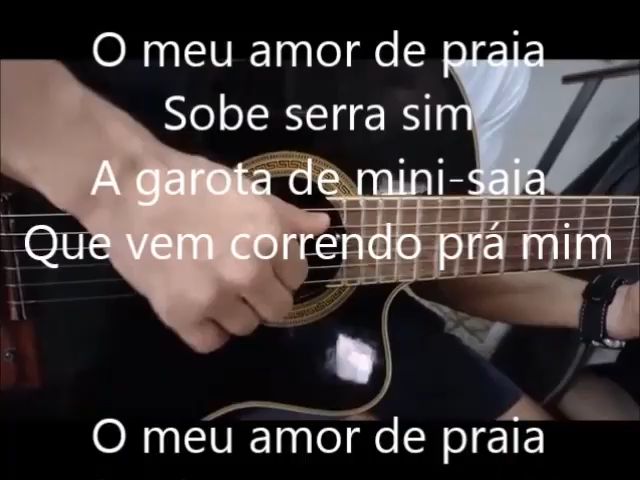 O meu amor de praia
Sobe serra sim
A garota de mini-saia
Que vem correndo prá mim
O meu amor de praia